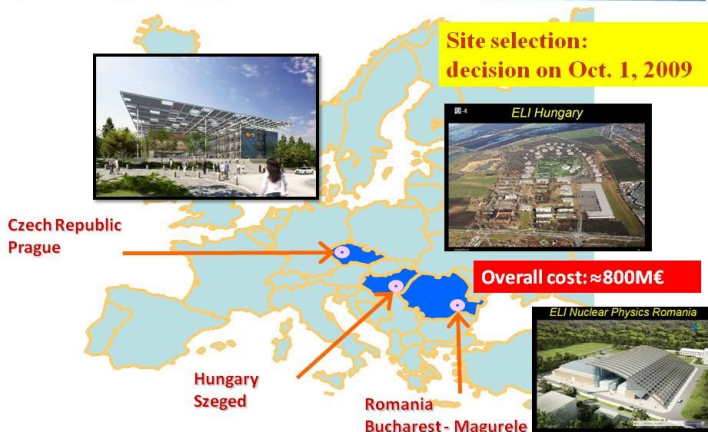 Site selection:
decision on Oct. 1, 2009
ELI Hungary
Czech Republic
Prague
Overall cost:≈800M€
ELI Nuclear Physics Romania
Hungary
Szeged
Romania
Bucharest - Magurele